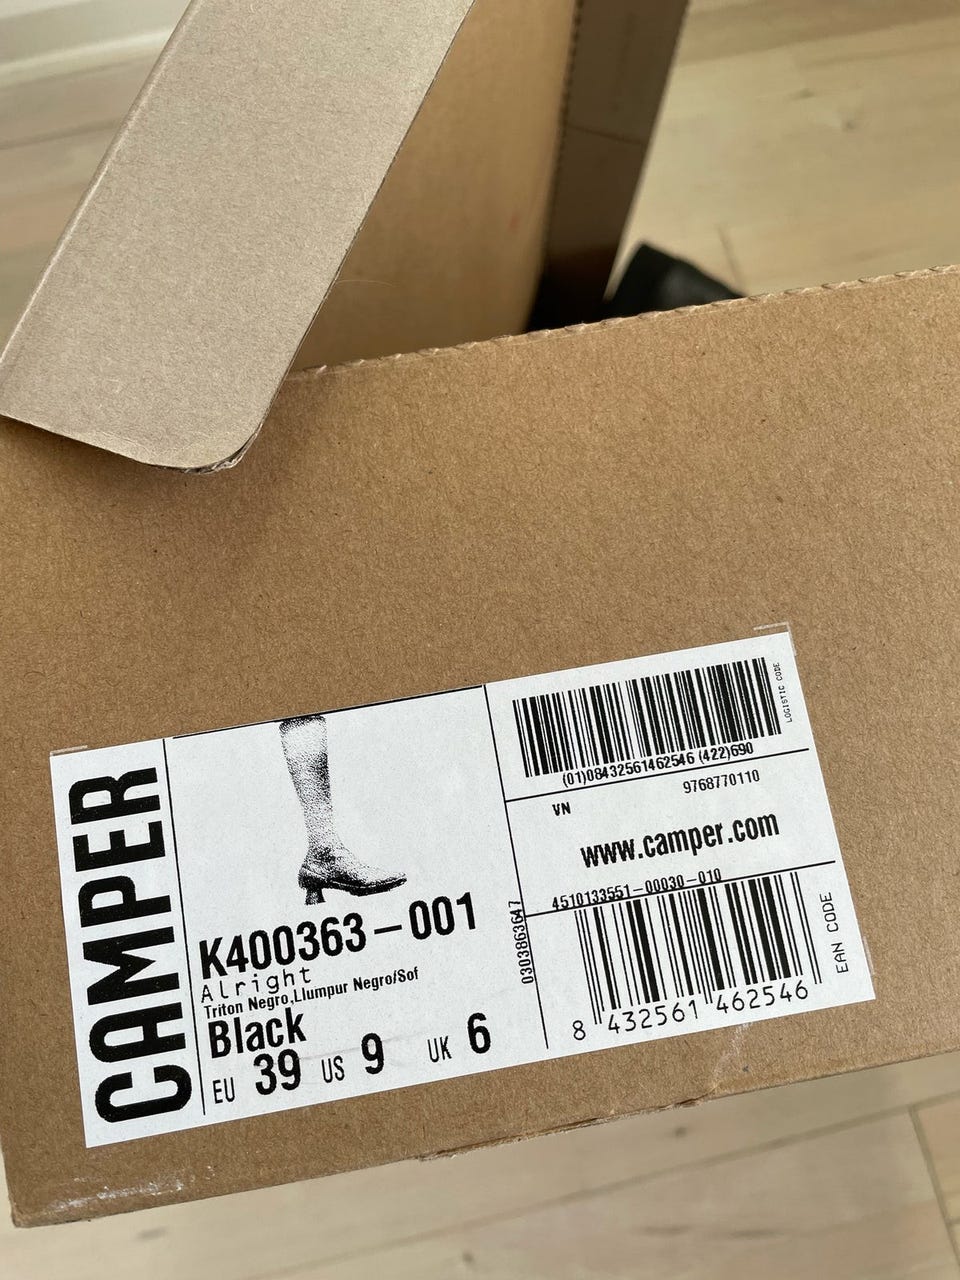 CAMPER
K400363-001
Alright
Triton Negro,Llumpur Negro/Sof
Black
EU 39 US 9 UK 6
0303863647
LOGISTIC CODE
(01)08432561462546 (422)690
9768770110
VN
www.camper.com
4510133551-00030-010
EAN CODE
8 432561 462546